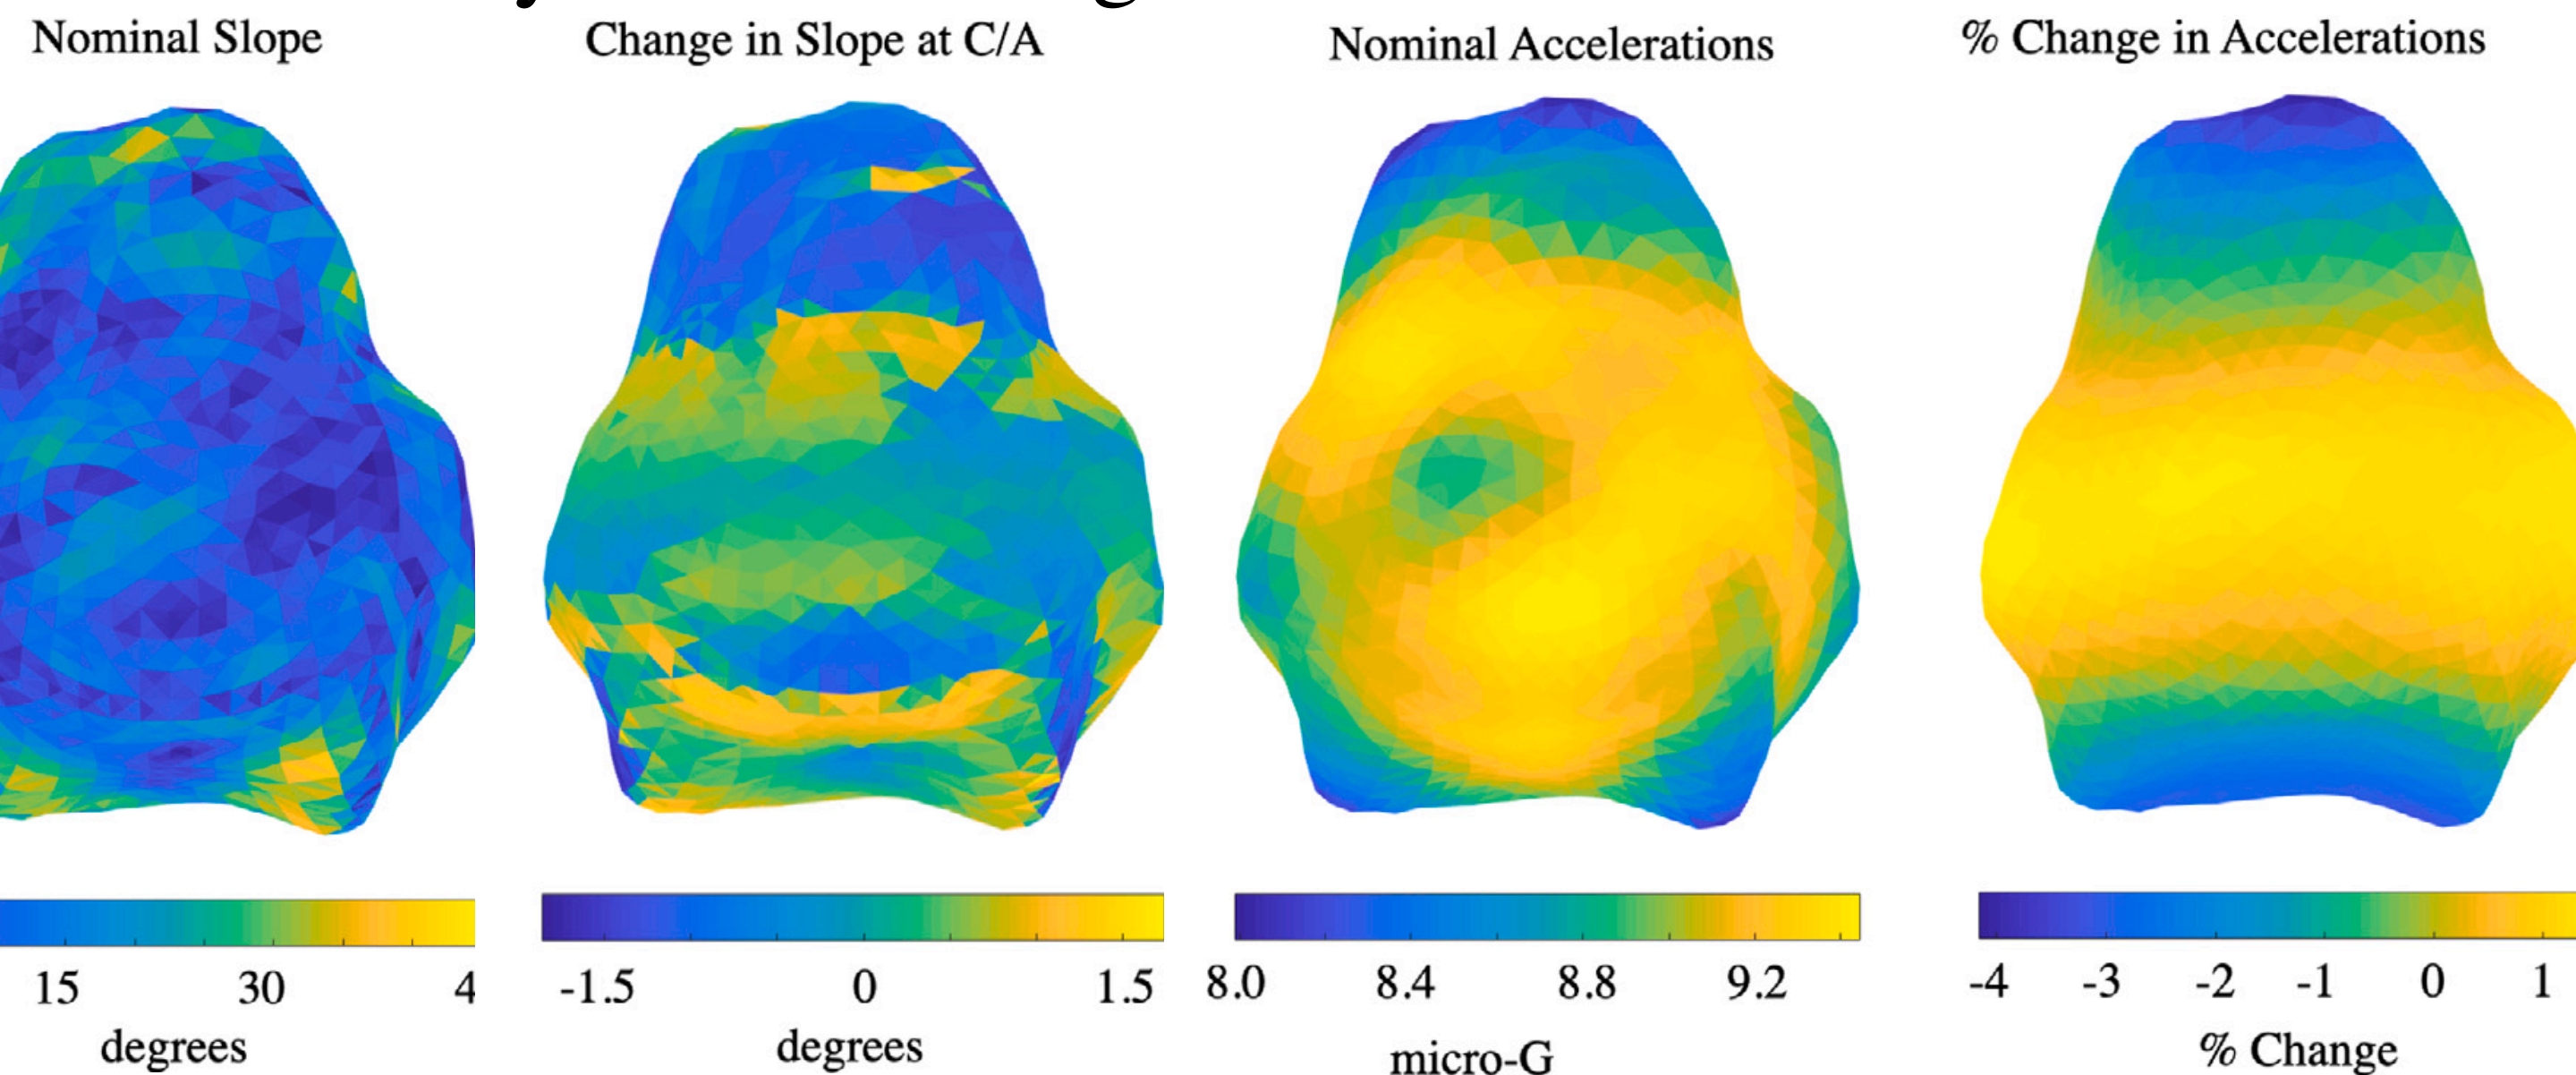 Nominal Slope
Change in Slope at C/A
Nominal Accelerations
% Change in Accelerations
15 30 4
-1.5 0 1.5
8.0 8.4 8.8 9.2
-4 -3 -2 -1 0 1
degrees
degrees
micro-G
% Change